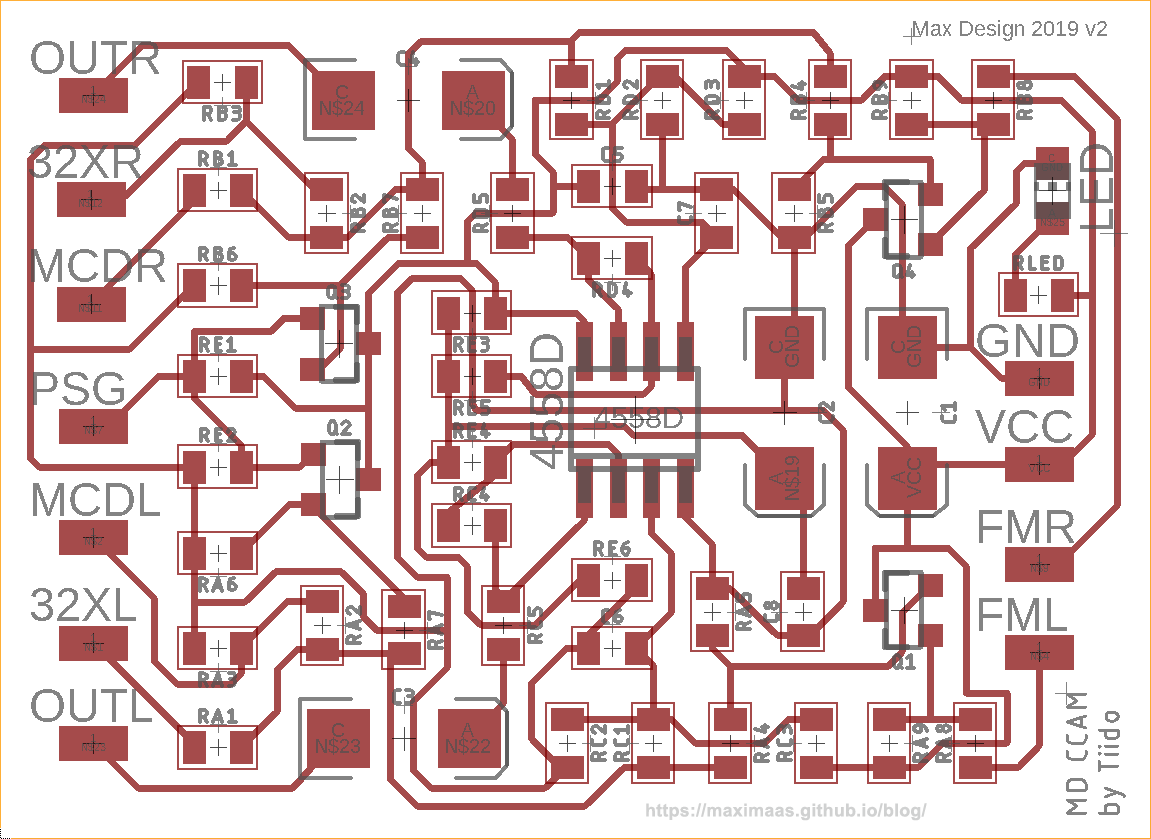 Max Design 2019 v2
OUTR
C4
RB3
C
N$24
A
N$20
RB1
RD2
RD3
RB4
RB9
RB8
32XR
RB1
C5
LED
RB2
RB7
RD5
C7
RB5
MCDR
RB6
RD4
Q4
RLED
Q3
C
GND
C
GND
GND
RE1
RE3
4558D
PSG
RE5
4558D
C2
C1
VCC
RE2
Q2
RE4
A
N$19
A
VCC
MCDL
FMR
RA6
RE6
32XL
RA2
RA7
RC5
C6
RA5
C8
FML
RA3
Q1
OUTL
RA1
C3
C
N$23
A
N$22
RC2
RC1
RA4
RC3
RA9
RA8
MD CCAM
by Tiido
https://maximaas.github.io/blog/